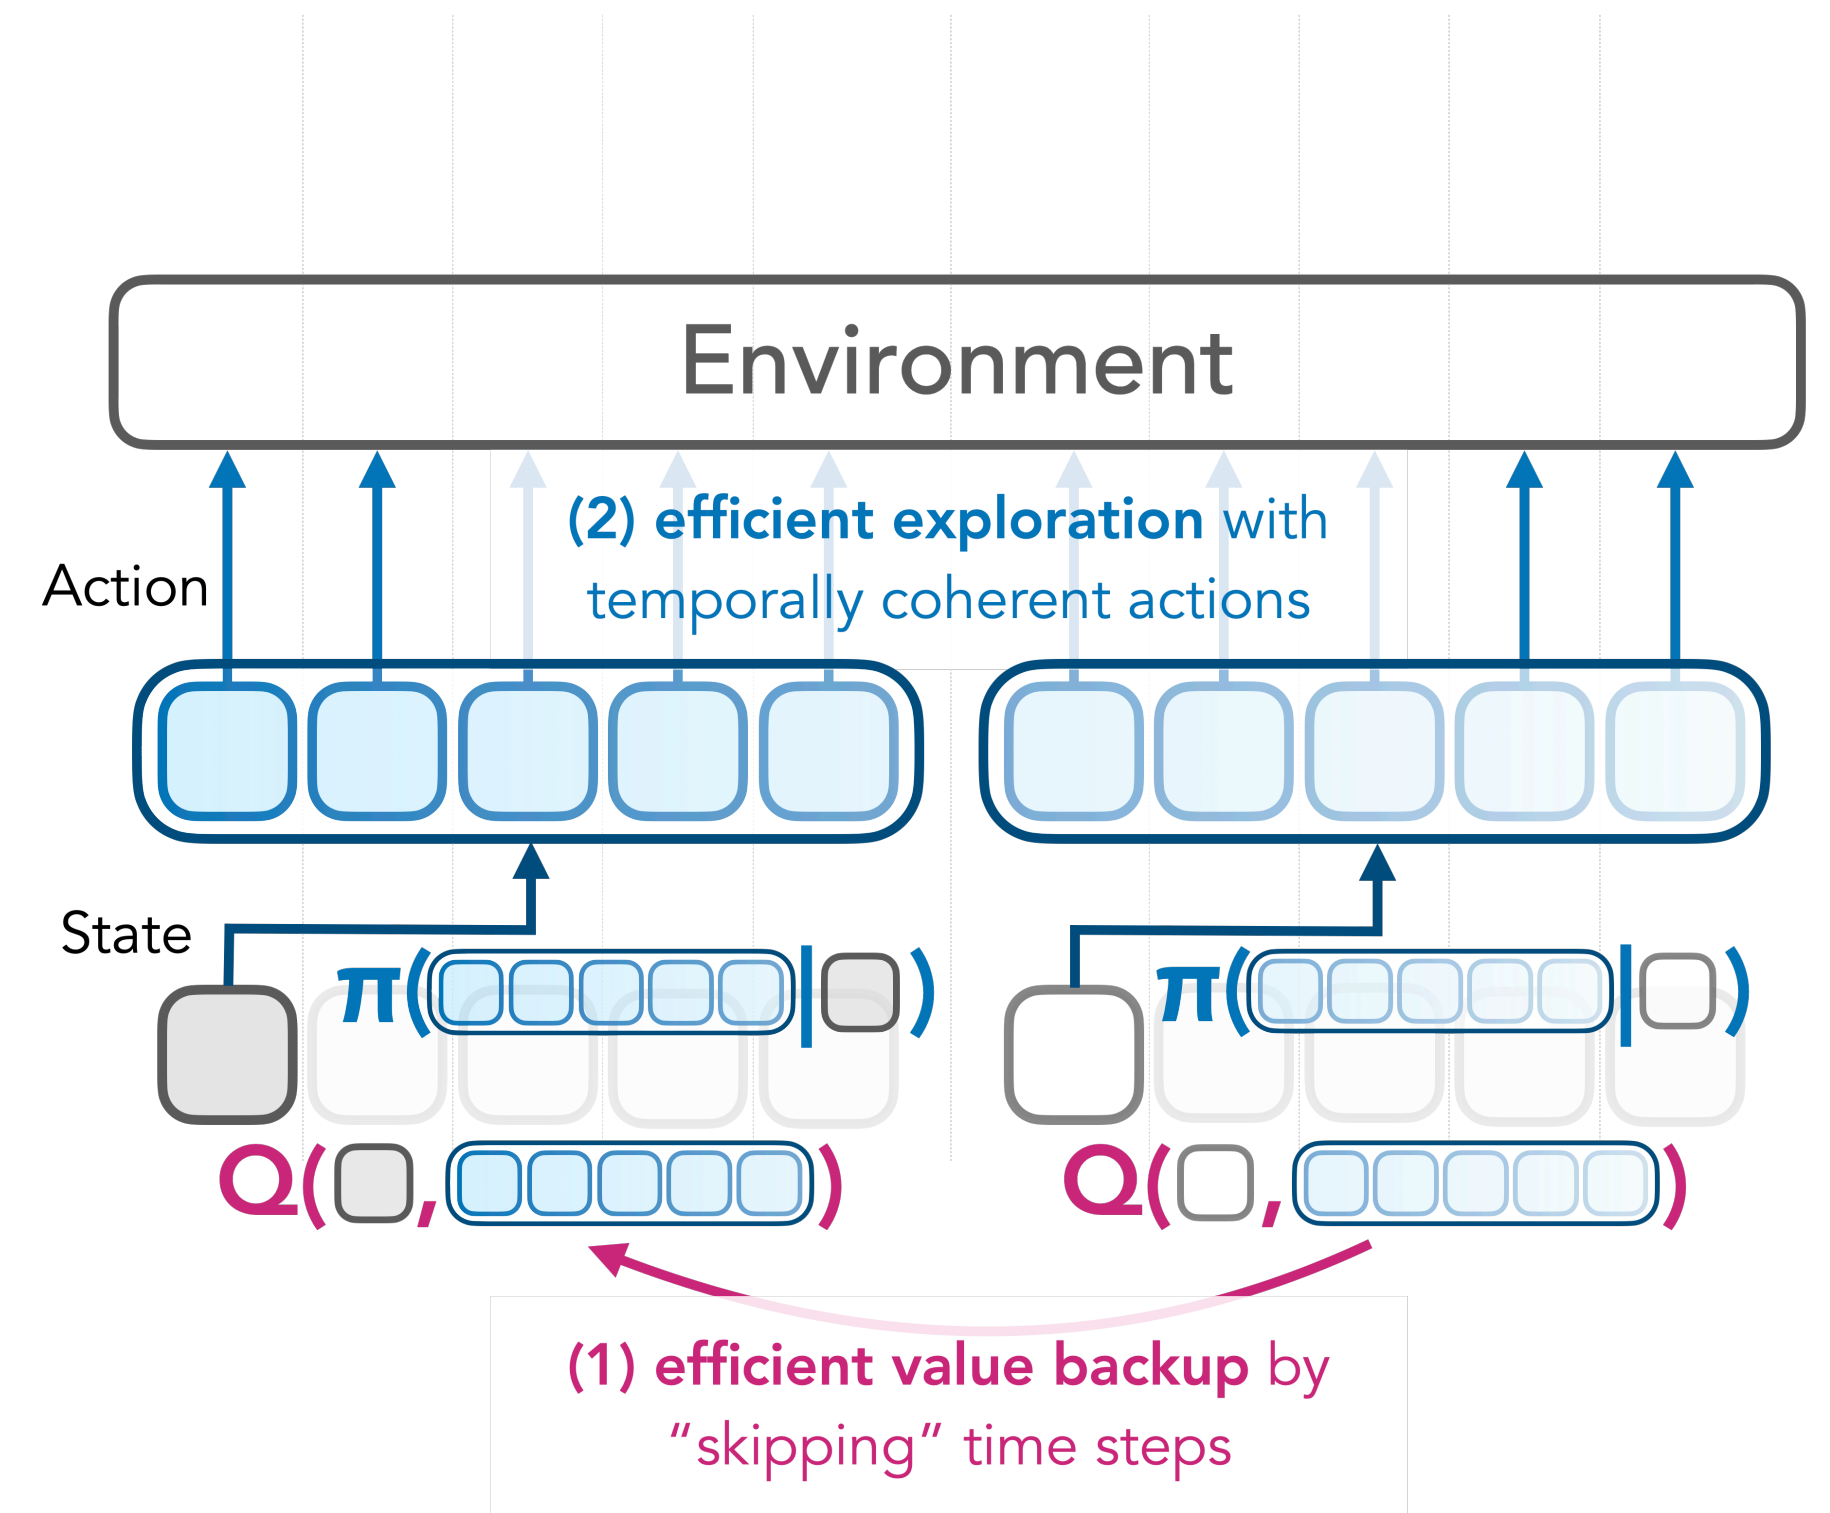 Environment
(2) efficient exploration with
temporally coherent actions
Action
State
π( | )
π( | )
Q( , )
Q( , )
(1) efficient value backup by
“skipping” time steps